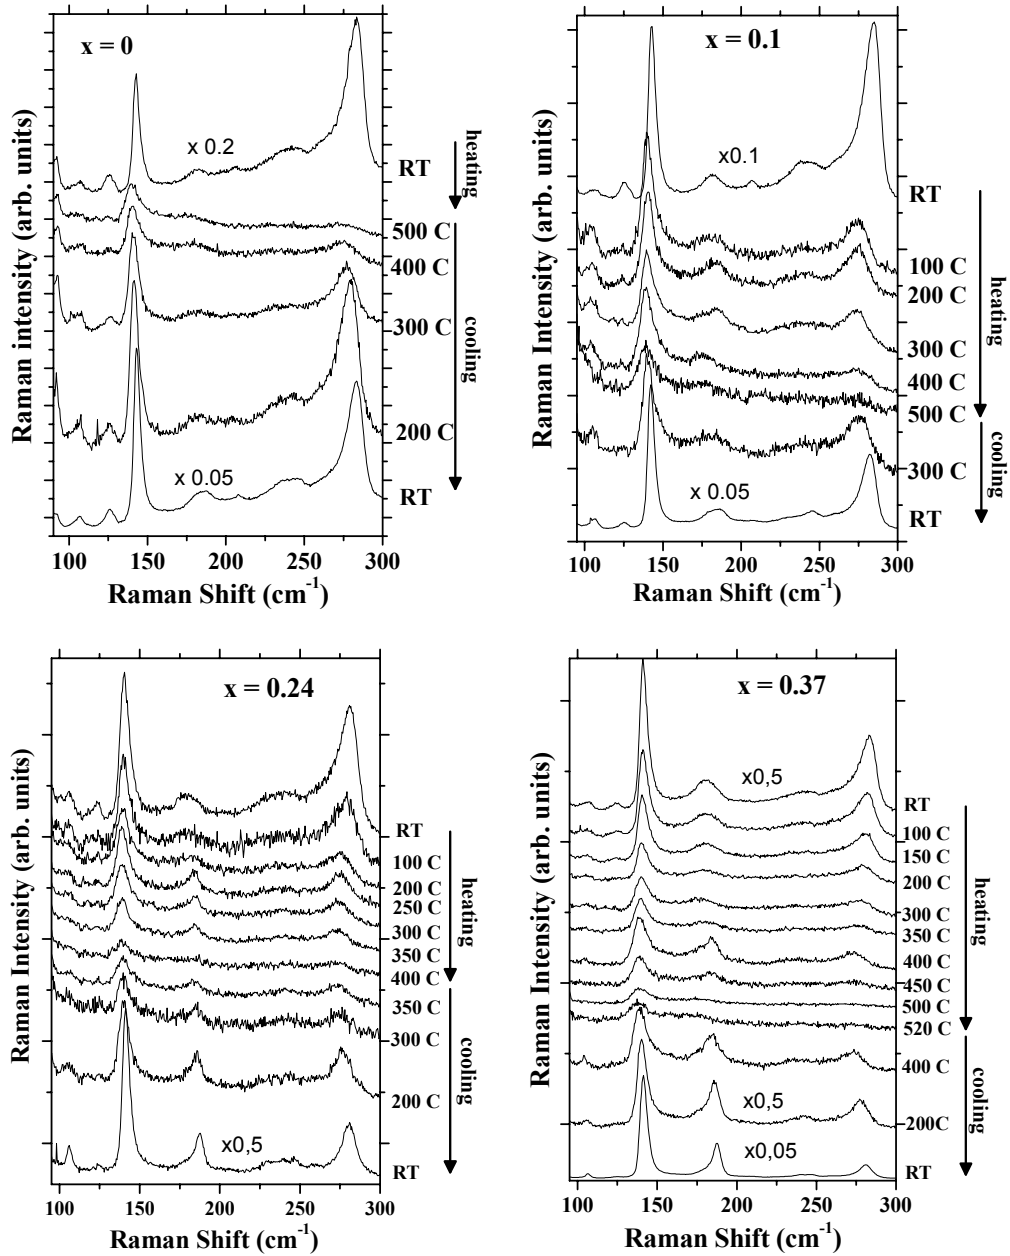 x = 0
x 0.2
RT
500 C
400 C
300 C
200 C
x 0.05
RT
heating
cooling
Raman intensity (arb. units)
100 150 200 250 300
Raman Shift (cm⁻¹)
x = 0.1
x0.1
RT
100 C
200 C
300 C
400 C
500 C
300 C
x 0.05
RT
heating
cooling
Raman Intensity (arb. units)
100 150 200 250 300
Raman Shift (cm⁻¹)
x = 0.24
RT
100 C
200 C
250 C
300 C
350 C
400 C
350 C
300 C
200 C
x0,5
RT
heating
cooling
Raman Intensity (arb. units)
100 150 200 250 300
Raman Shift (cm⁻¹)
x = 0.37
x0,5
RT
100 C
150 C
200 C
300 C
350 C
400 C
450 C
500 C
520 C
400 C
x0,5
200C
x0,05
RT
heating
cooling
Raman Intensity (arb. units)
100 150 200 250 300
Raman Shift (cm⁻¹)